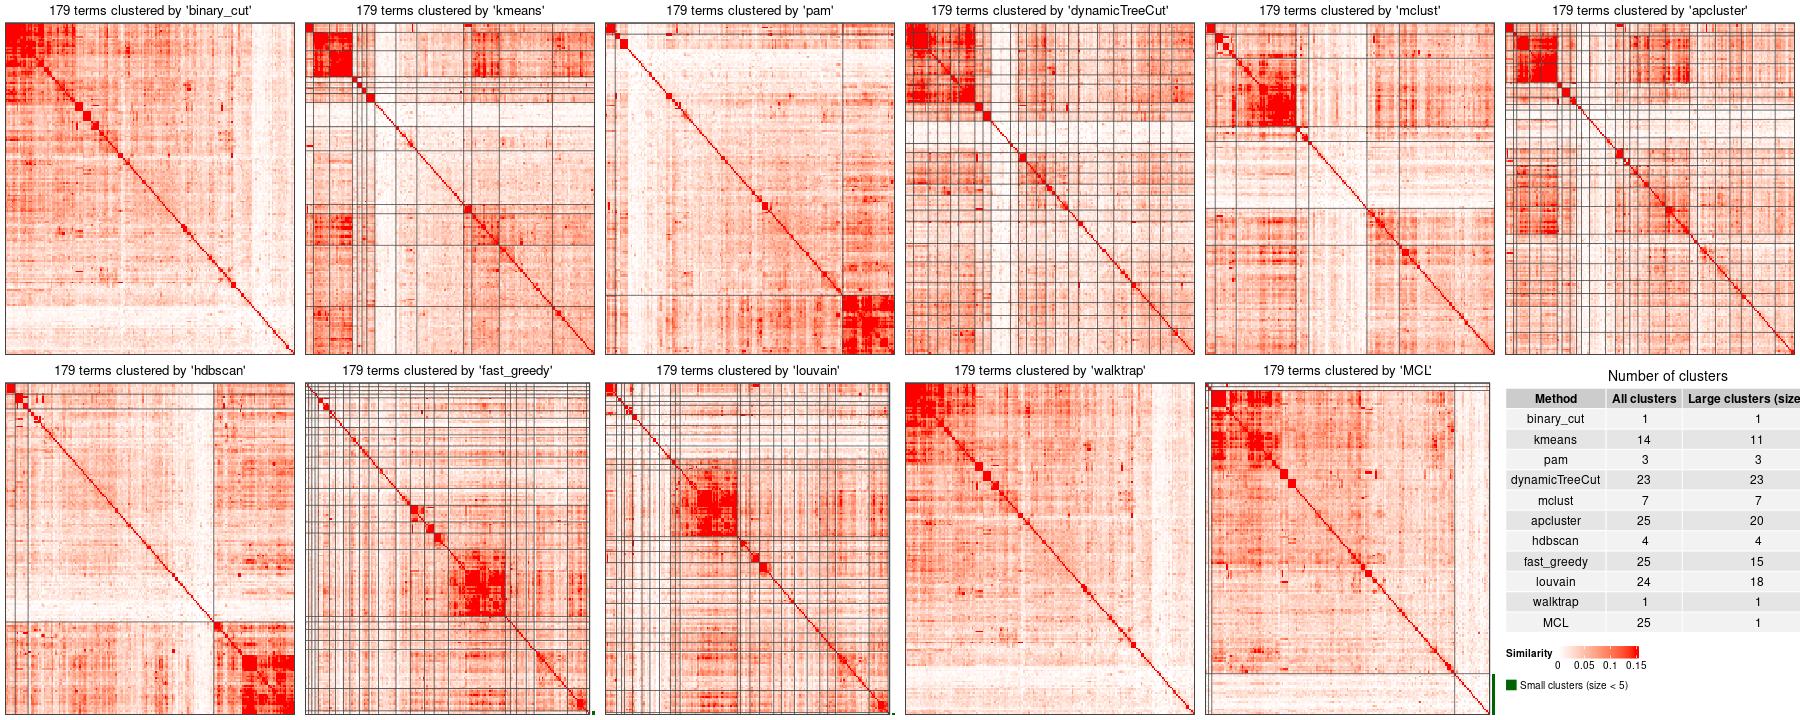 179 terms clustered by 'binary_cut'
179 terms clustered by 'kmeans'
179 terms clustered by 'pam'
179 terms clustered by 'dynamicTreeCut'
179 terms clustered by 'mclust'
179 terms clustered by 'apcluster'
179 terms clustered by 'hdbscan'
179 terms clustered by 'fast_greedy'
179 terms clustered by 'louvain'
179 terms clustered by 'walktrap'
179 terms clustered by 'MCL'
Number of clusters
Method All clusters Large clusters (size
binary_cut 1 1
kmeans 14 11
pam 3 3
dynamicTreeCut 23 23
mclust 7 7
apcluster 25 20
hdbscan 4 4
fast_greedy 25 15
louvain 24 18
walktrap 1 1
MCL 25 1
Similarity
0 0.05 0.1 0.15
Small clusters (size < 5)